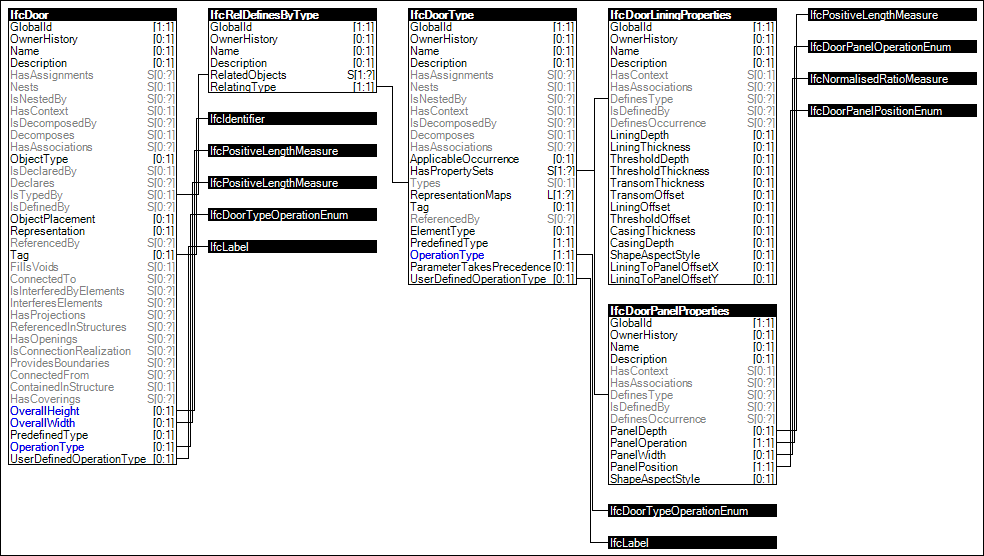 IfcDoor
GlobalId [1:1]
OwnerHistory [0:1]
Name [0:1]
Description [0:1]
HasAssignments S[0:?]
Nests S[0:1]
IsNestedBy S[0:?]
HasContext S[0:1]
IsDecomposedBy S[0:?]
Decomposes S[0:1]
HasAssociations S[0:?]
ObjectType [0:1]
IsDeclaredBy S[0:1]
Declares S[0:?]
IsTypedBy S[0:1]
IsDefinedBy S[0:?]
ObjectPlacement [0:1]
Representation [0:1]
ReferencedBy S[0:?]
Tag [0:1]
FillsVoids S[0:1]
ConnectedTo S[0:?]
IsInterferedByElements S[0:?]
InterferesElements S[0:?]
HasProjections S[0:?]
ReferencedInStructures S[0:?]
HasOpenings S[0:?]
IsConnectionRealization S[0:?]
ProvidesBoundaries S[0:?]
ConnectedFrom S[0:?]
ContainedInStructure S[0:1]
HasCoverings S[0:?]
OverallHeight [0:1]
OverallWidth [0:1]
PredefinedType [0:1]
OperationType [0:1]
UserDefinedOperationType [0:1]
IfcRelDefinesByType
GlobalId [1:1]
OwnerHistory [0:1]
Name [0:1]
Description [0:1]
RelatedObjects S[1:?]
RelatingType [1:1]
IfcIdentifier
IfcPositiveLengthMeasure
IfcPositiveLengthMeasure
IfcDoorTypeOperationEnum
IfcLabel
IfcDoorType
GlobalId [1:1]
OwnerHistory [0:1]
Name [0:1]
Description [0:1]
HasAssignments S[0:?]
Nests S[0:1]
IsNestedBy S[0:?]
HasContext S[0:1]
IsDecomposedBy S[0:?]
Decomposes S[0:1]
HasAssociations S[0:?]
ApplicableOccurrence [0:1]
HasPropertySets S[1:?]
Types S[0:1]
RepresentationMaps L[1:?]
Tag [0:1]
ReferencedBy S[0:?]
ElementType [0:1]
PredefinedType [1:1]
OperationType [1:1]
ParameterTakesPrecedence [0:1]
UserDefinedOperationType [0:1]
IfcDoorLiningProperties
GlobalId [1:1]
OwnerHistory [0:1]
Name [0:1]
Description [0:1]
HasContext S[0:1]
HasAssociations S[0:?]
DefinesType S[0:?]
IsDefinedBy S[0:?]
DefinesOccurrence S[0:?]
LiningDepth [0:1]
LiningThickness [0:1]
ThresholdDepth [0:1]
ThresholdThickness [0:1]
TransomThickness [0:1]
TransomOffset [0:1]
LiningOffset [0:1]
ThresholdOffset [0:1]
CasingThickness [0:1]
CasingDepth [0:1]
ShapeAspectStyle [0:1]
LiningToPanelOffsetX [0:1]
LiningToPanelOffsetY [0:1]
IfcDoorPanelProperties
GlobalId [1:1]
OwnerHistory [0:1]
Name [0:1]
Description [0:1]
HasContext S[0:1]
HasAssociations S[0:?]
DefinesType S[0:?]
IsDefinedBy S[0:?]
DefinesOccurrence S[0:?]
PanelDepth [0:1]
PanelOperation [1:1]
PanelWidth [0:1]
PanelPosition [1:1]
ShapeAspectStyle [0:1]
IfcDoorTypeOperationEnum
IfcLabel
IfcPositiveLengthMeasure
IfcDoorPanelOperationEnum
IfcNormalisedRatioMeasure
IfcDoorPanelPositionEnum